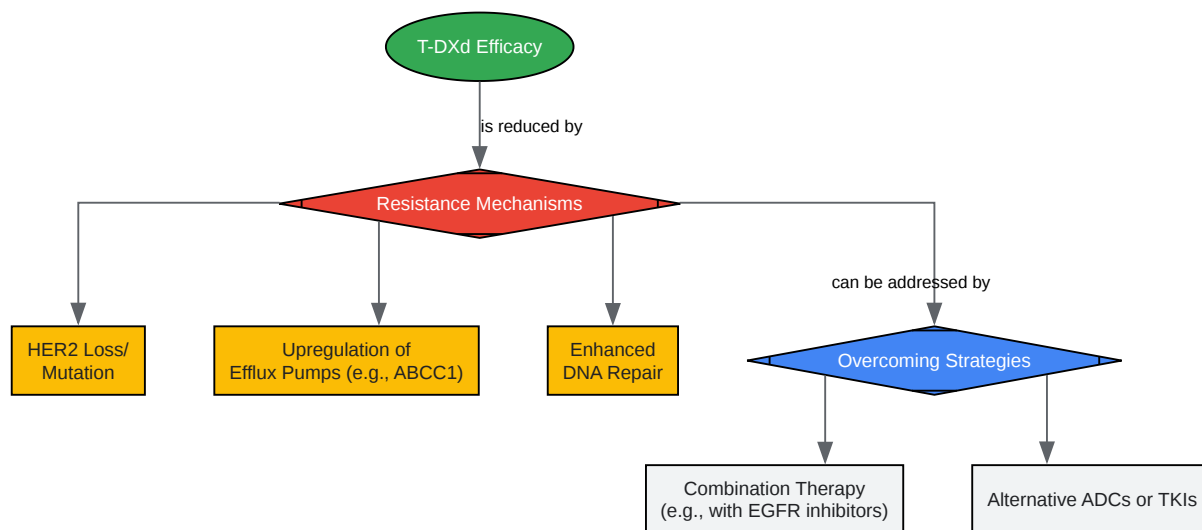 T-DXd Efficacy
is reduced by
Resistance Mechanisms
can be addressed by
HER2 Loss/
Mutation
Upregulation of
Efflux Pumps (e.g., ABCC1)
Enhanced
DNA Repair
Overcoming Strategies
Combination Therapy
(e.g., with EGFR inhibitors)
Alternative ADCs or TKIs